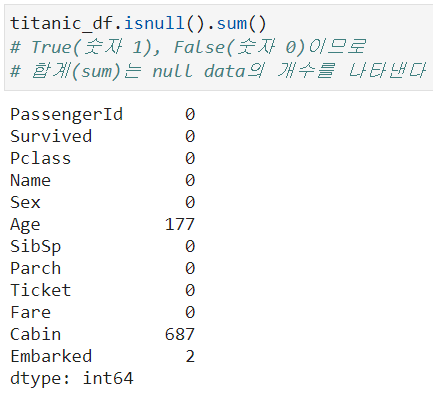 titanic_df.isnull().sum()
# True(숫자 1), False(숫자 0)이므로
# 합계(sum)는 null data의 개수를 나타낸다
PassengerId 0
Survived 0
Pclass 0
Name 0
Sex 0
Age 177
SibSp 0
Parch 0
Ticket 0
Fare 0
Cabin 687
Embarked 2
dtype: int64